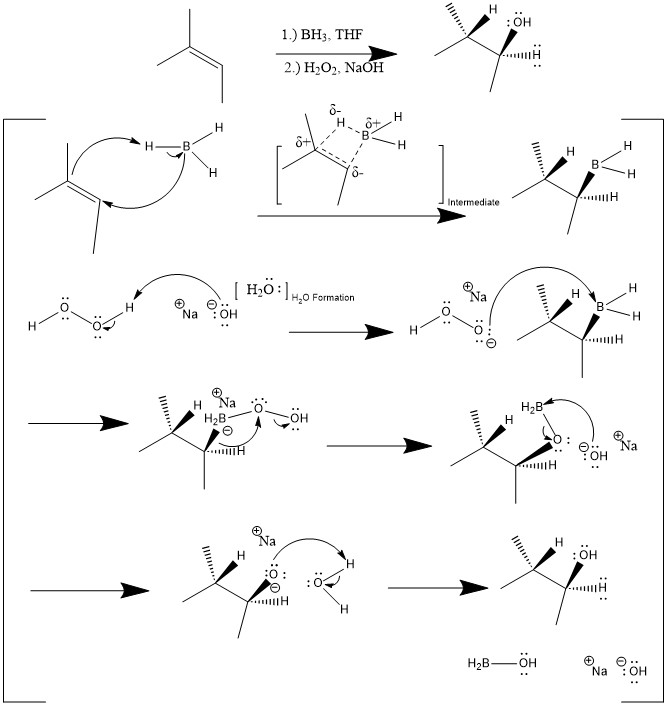 1.) BH3, THF
2.) H2O2, NaOH
H
OH
H
H
B
H
H
δ-
H
δ+
B
H
H
δ+
δ-
Intermediate
H
B
H
H
H
H
O
O
H
⊕
Na
⊖
OH
[ H2O: ]
H2O Formation
⊕
Na
H
O
O
⊖
H
B
H
H
H
⊕
Na
H
H2B
⊖
O
OH
H
H
H2B
O
H
⊖
OH
⊕
Na
⊕
Na
H
O
⊖
H
H
O
H
H
OH
H
H2B
OH
⊕
Na
⊖
OH